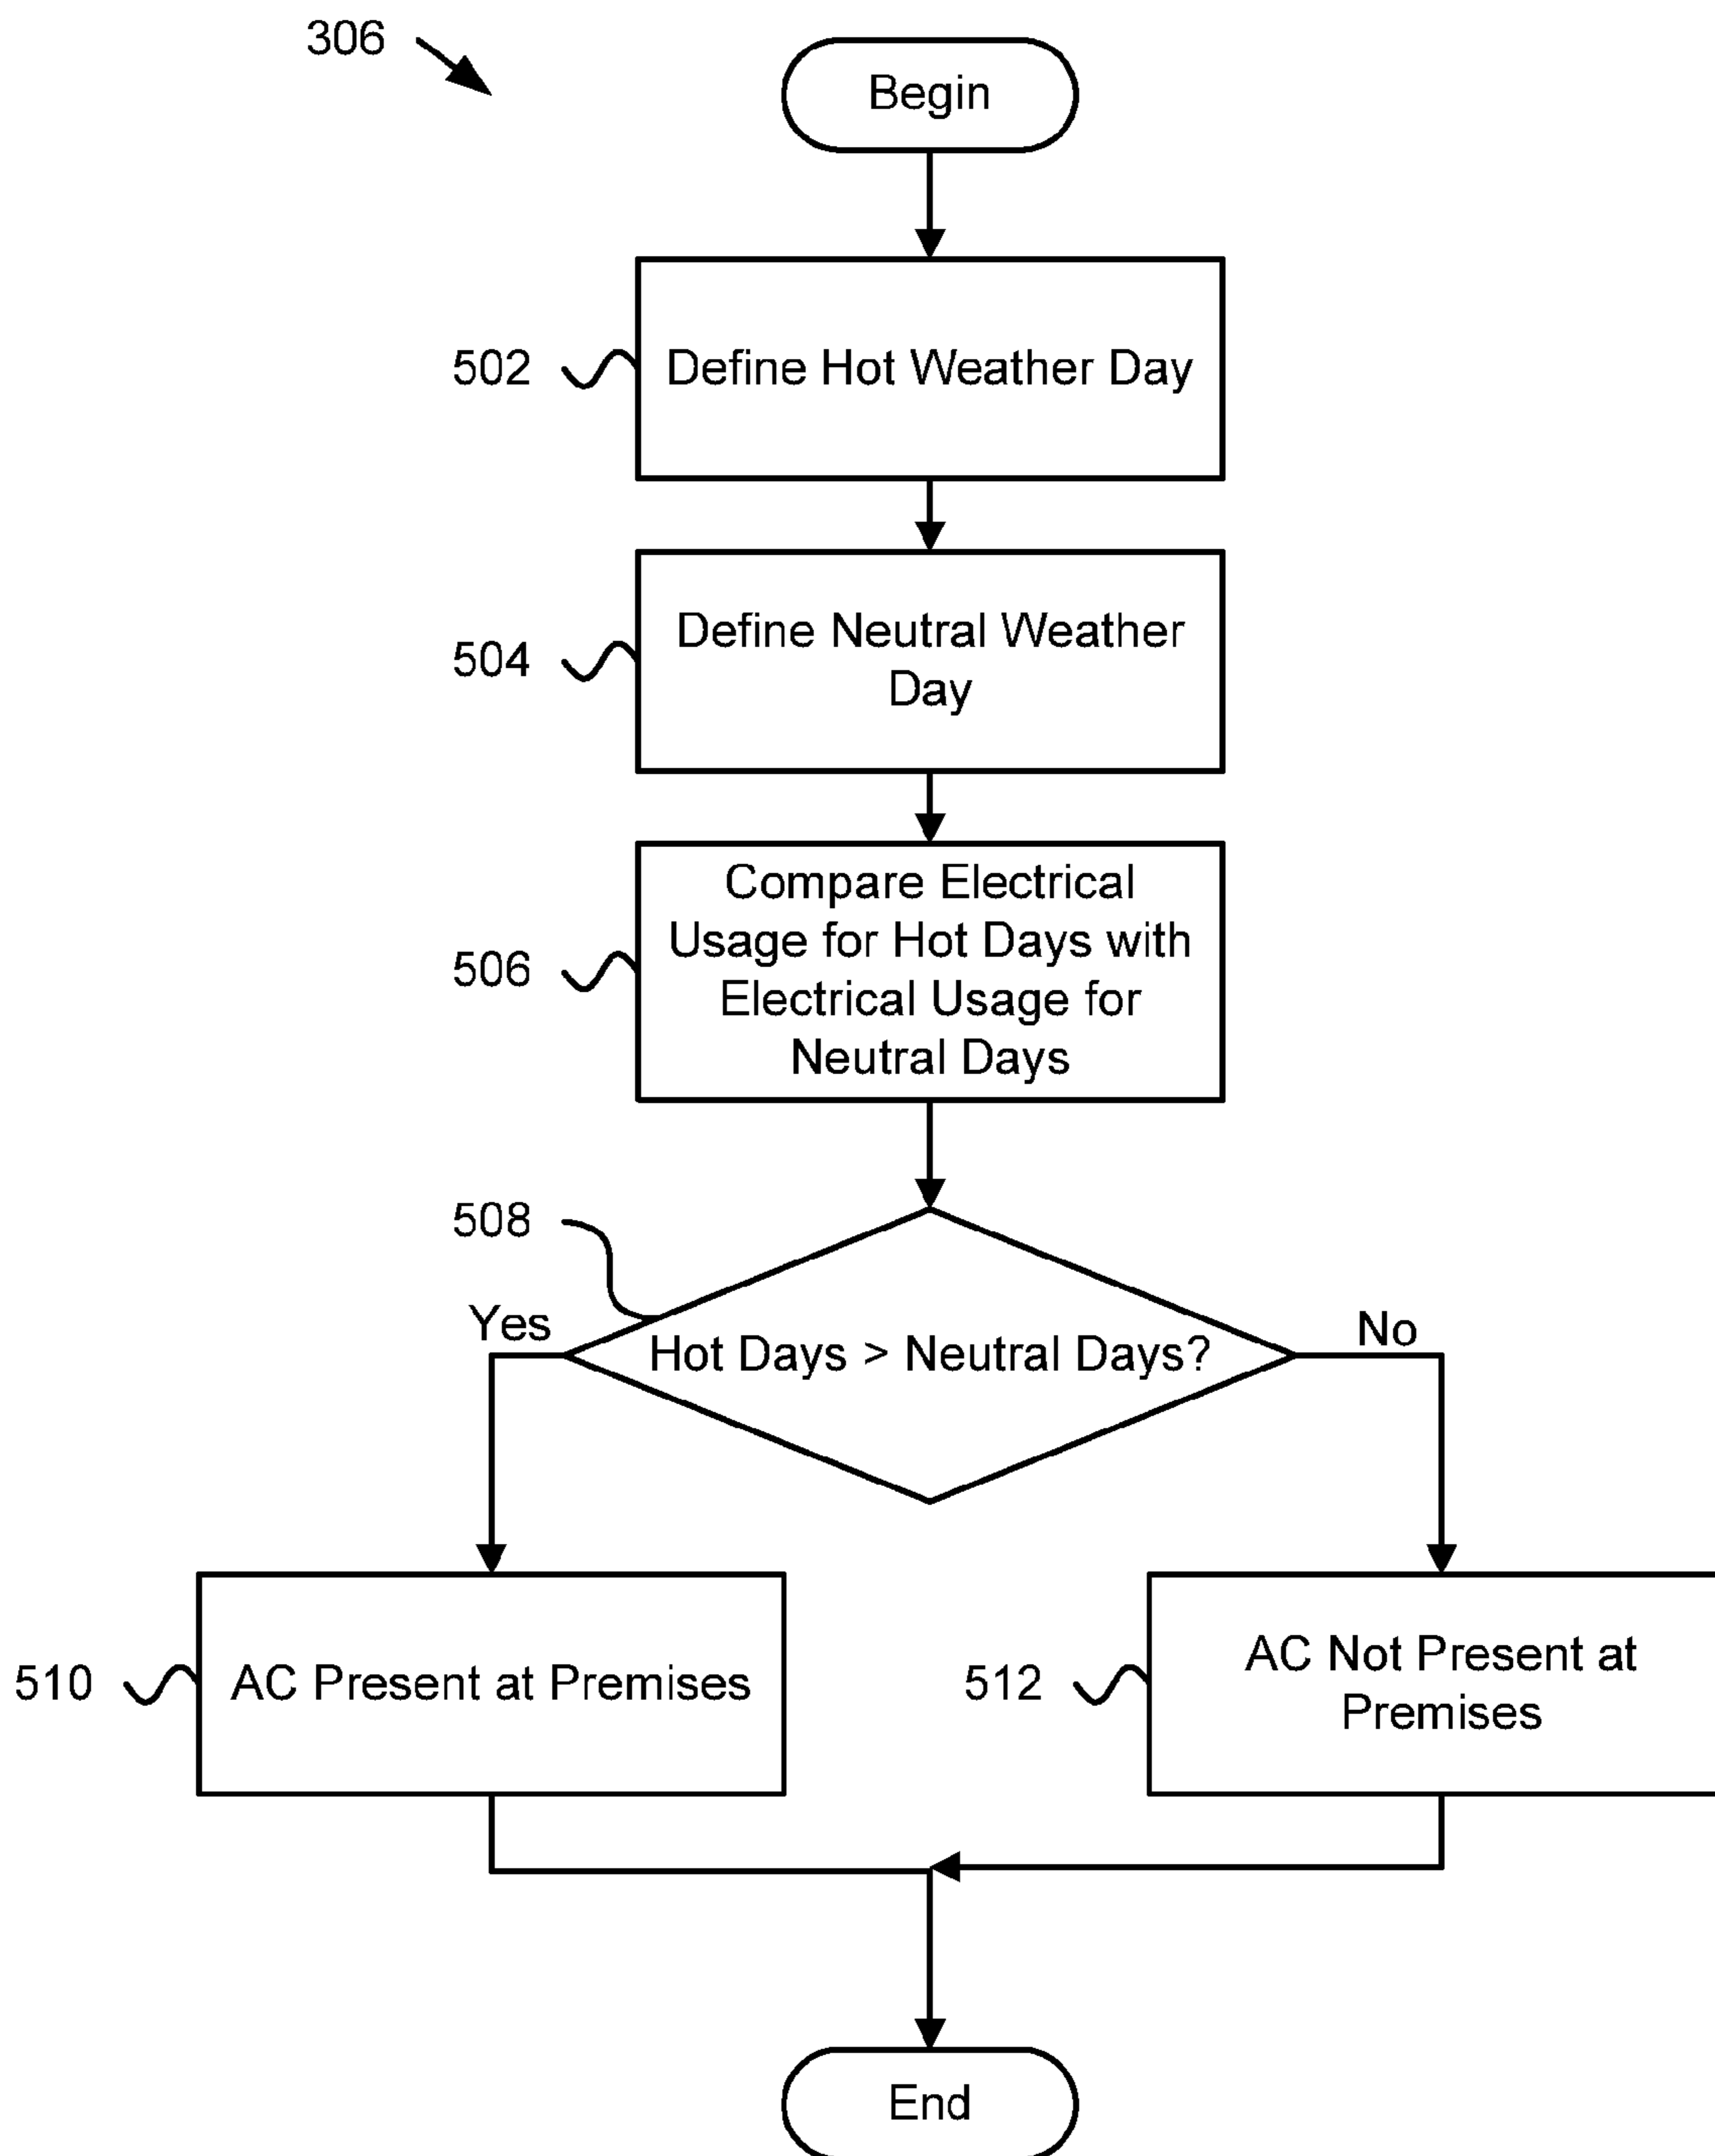 306
Begin
502
Define Hot Weather Day
504
Define Neutral Weather
Day
506
Compare Electrical
Usage for Hot Days with
Electrical Usage for
Neutral Days
508
Yes
Hot Days > Neutral Days?
No
510
AC Present at Premises
512
AC Not Present at
Premises
End